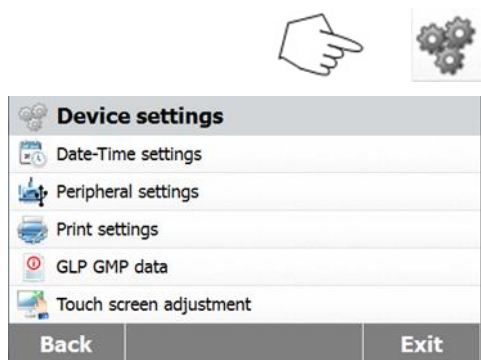 Device settings
Date-Time settings
Peripheral settings
Print settings
GLP GMP data
Touch screen adjustment
Back Exit